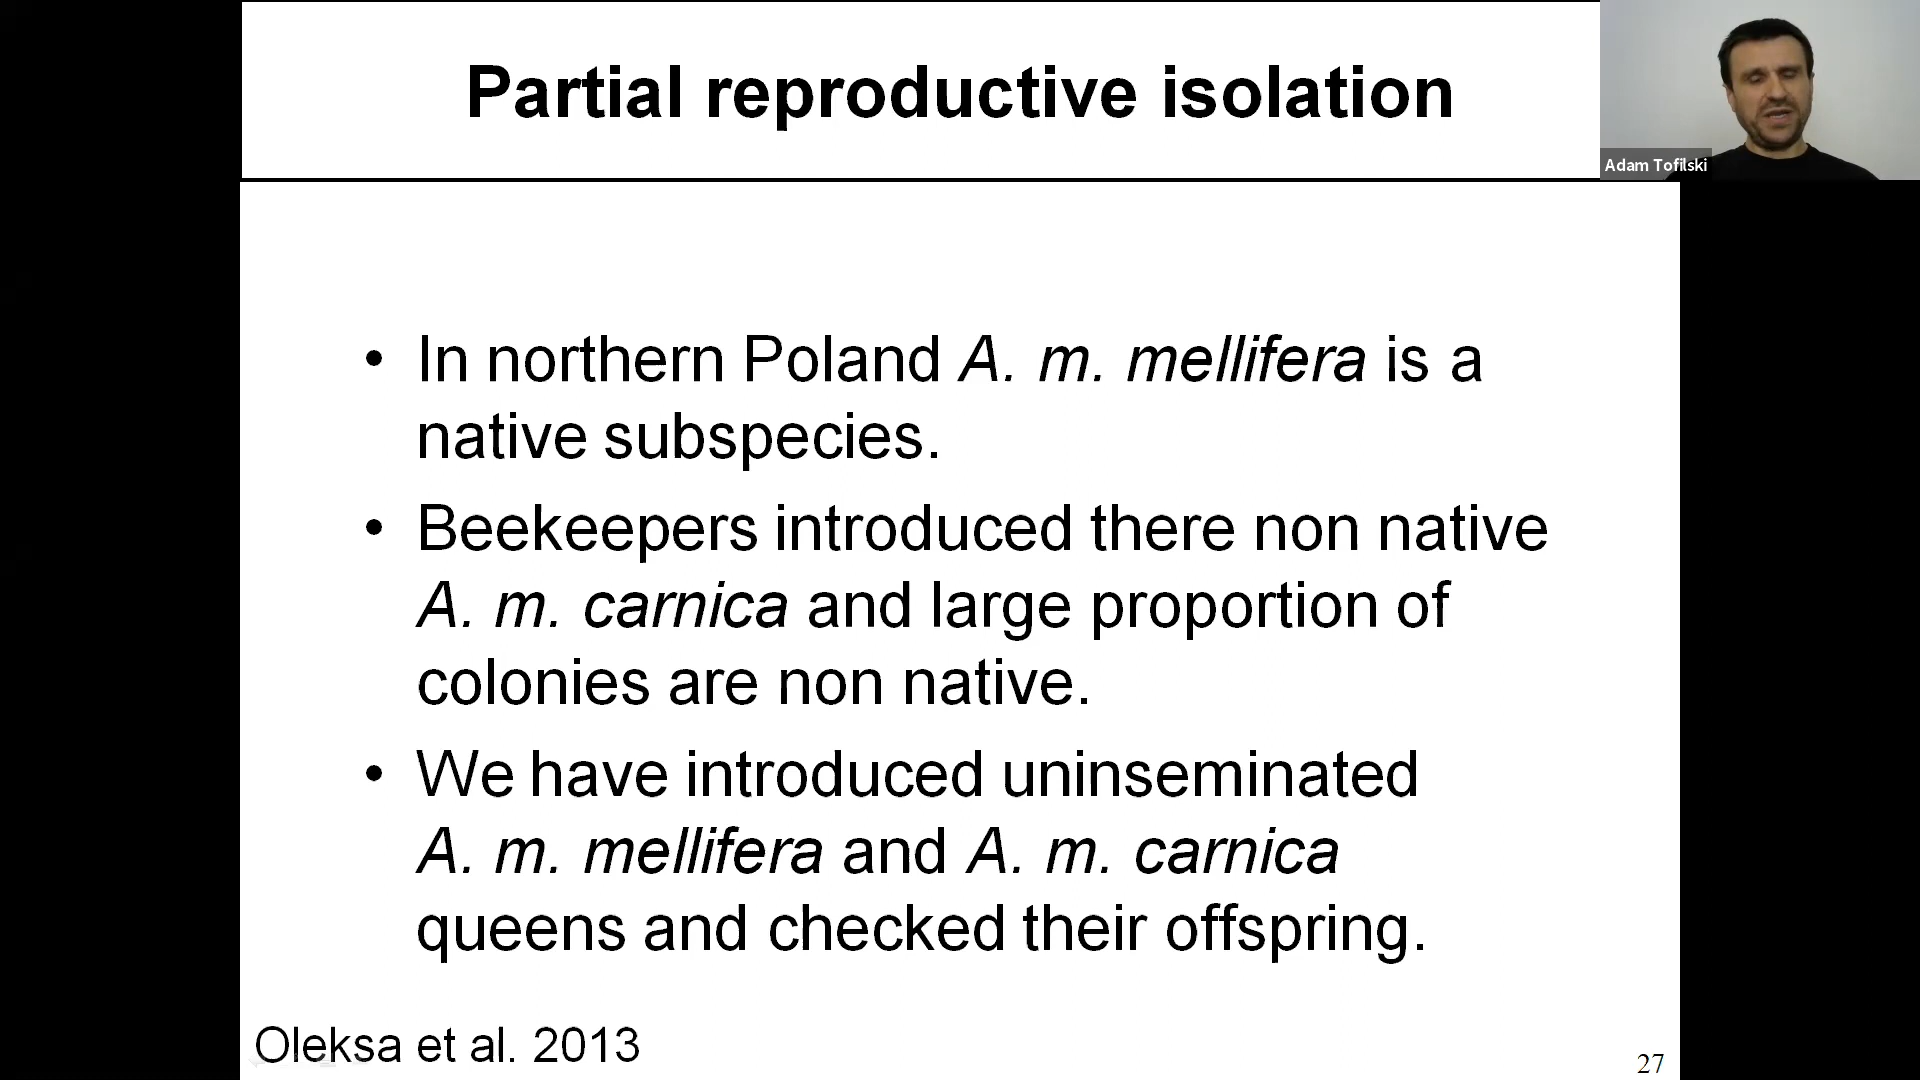 Partial reproductive isolation
Adam Tofilski
• In northern Poland A. m. mellifera is a
native subspecies.
• Beekeepers introduced there non native
A. m. carnica and large proportion of
colonies are non native.
• We have introduced uninseminated
A. m. mellifera and A. m. carnica
queens and checked their offspring.
Oleksa et al. 2013
27